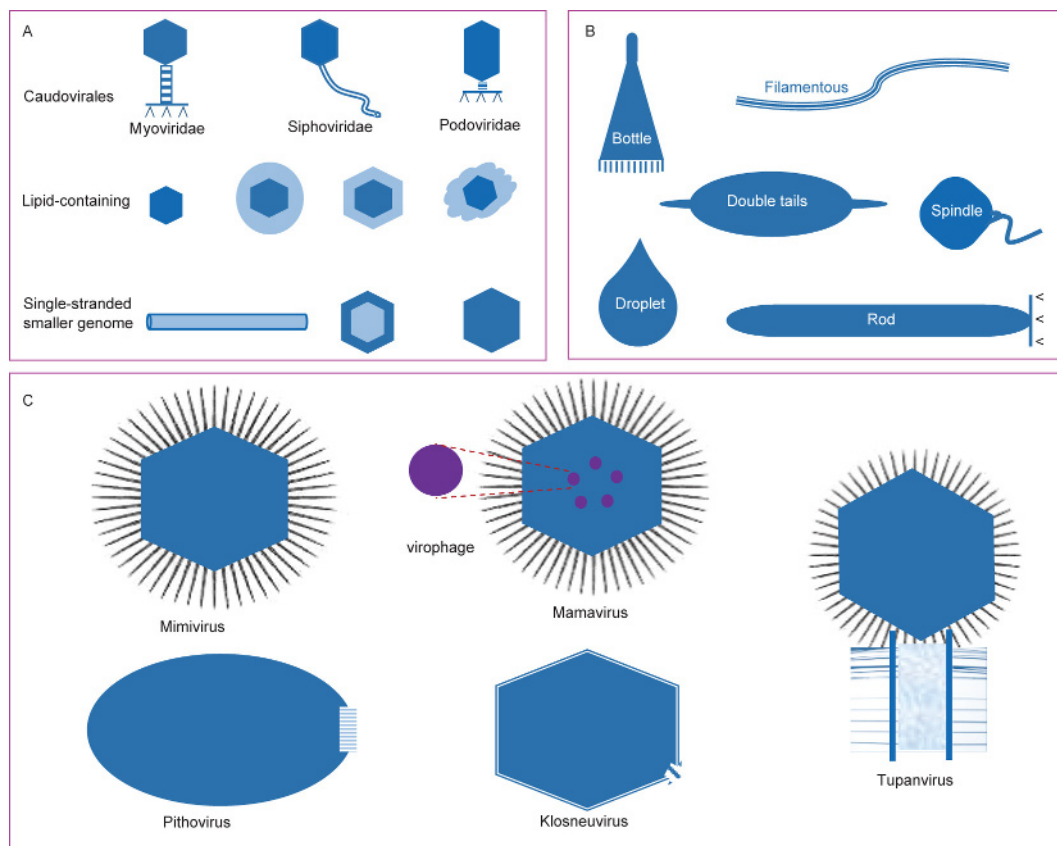 A
Caudovirales
Myoviridae
Siphoviridae
Podoviridae
Lipid-containing
Single-stranded
smaller genome
B
Bottle
Filamentous
Double tails
Spindle
Droplet
Rod
<
<
<
C
virophage
Mimivirus
Mamavirus
Pithovirus
Klosneuvirus
Tupanvirus